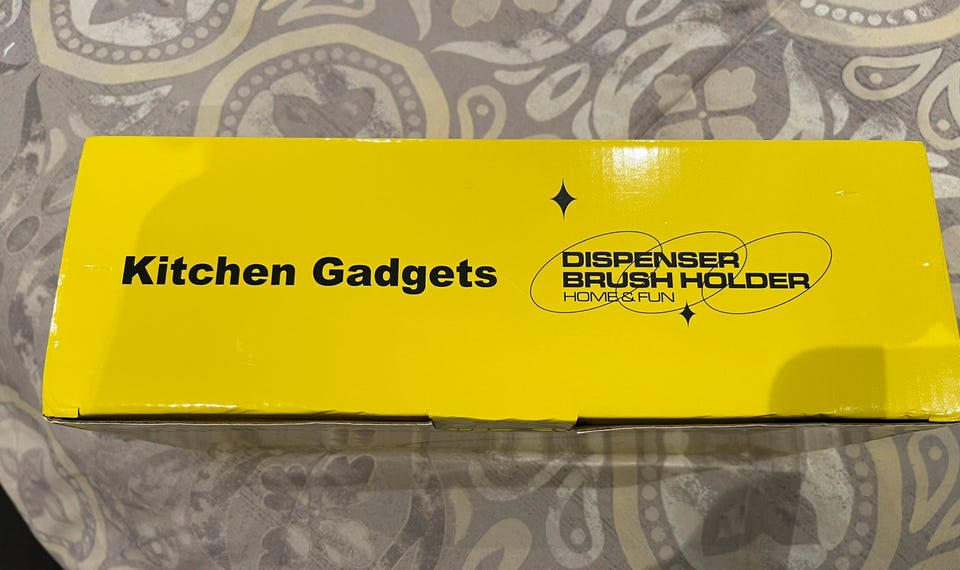 Kitchen Gadgets
DISPENSER
BRUSH HOLDER
HOME & FUN